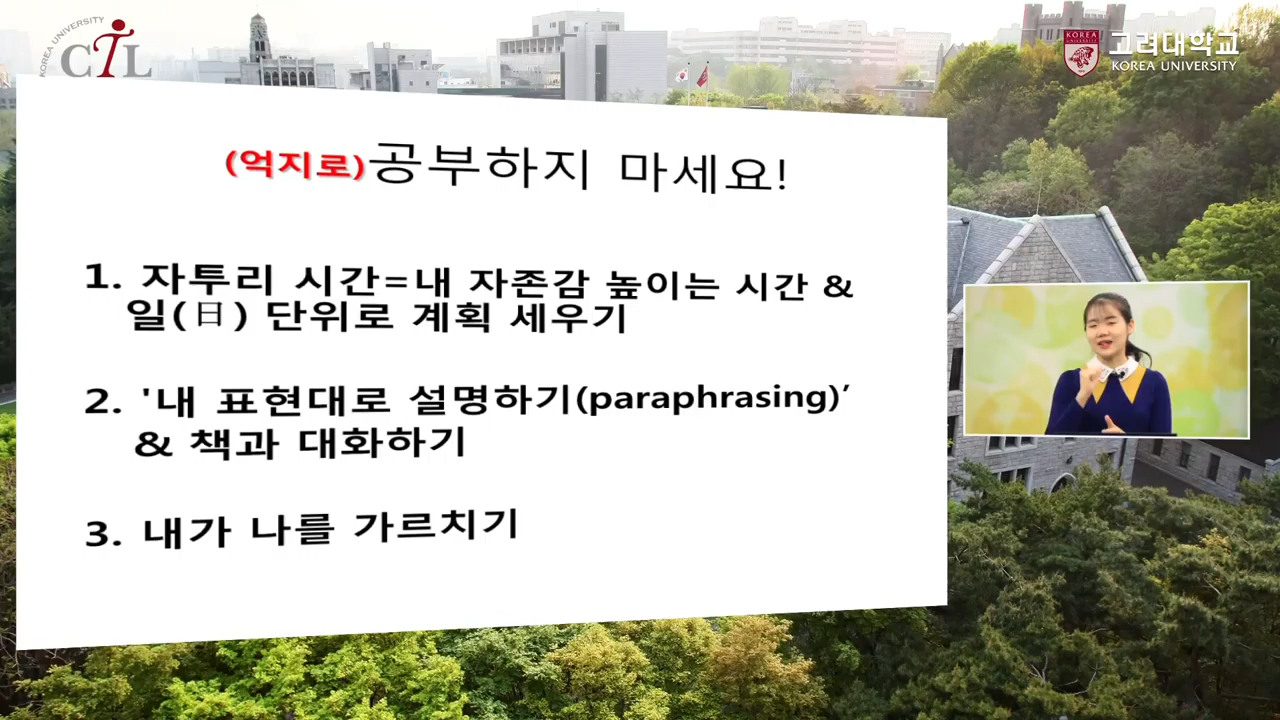 KOREA UNIVERSITY
CTL
KOREA UNIVERSITY
고려대학교
KOREA UNIVERSITY
(억지로)공부하지 마세요!
1. 자투리 시간=내 자존감 높이는 시간 &
일(日) 단위로 계획 세우기
2. '내 표현대로 설명하기(paraphrasing)’
& 책과 대화하기
3. 내가 나를 가르치기